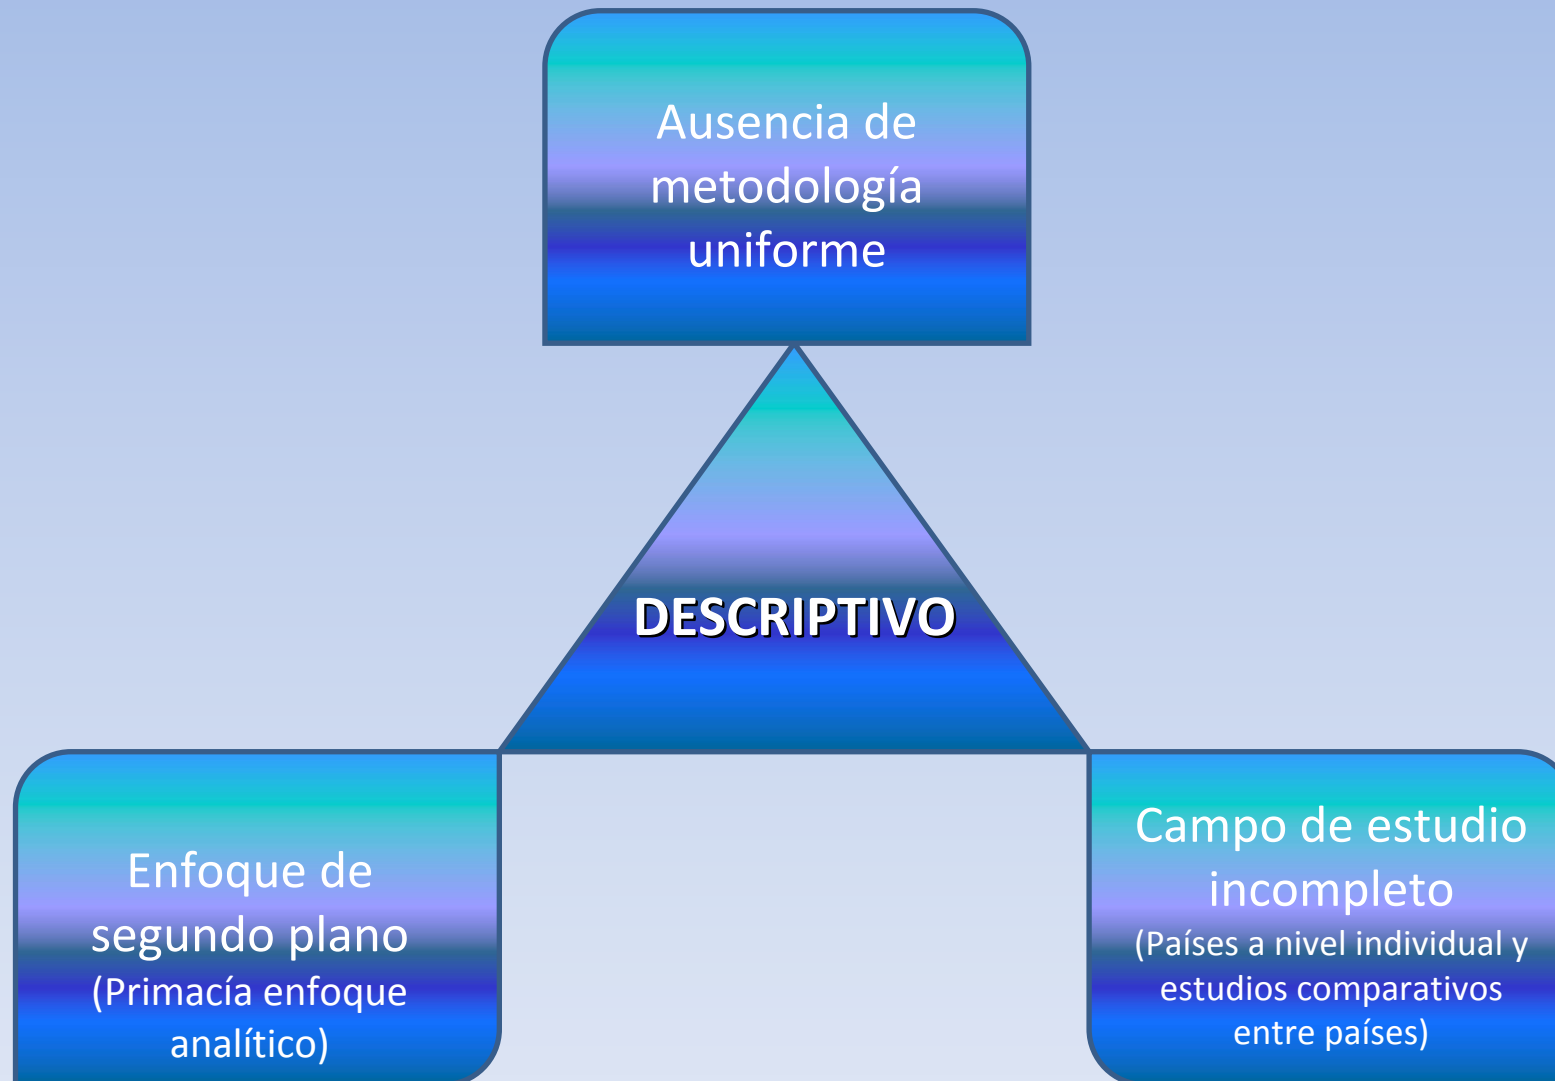 Ausencia de
metodología
uniforme
DESCRIPTIVO
Enfoque de
segundo plano
(Primacía enfoque
analítico)
Campo de estudio
incompleto
(Países a nivel individual y
estudios comparativos
entre países)